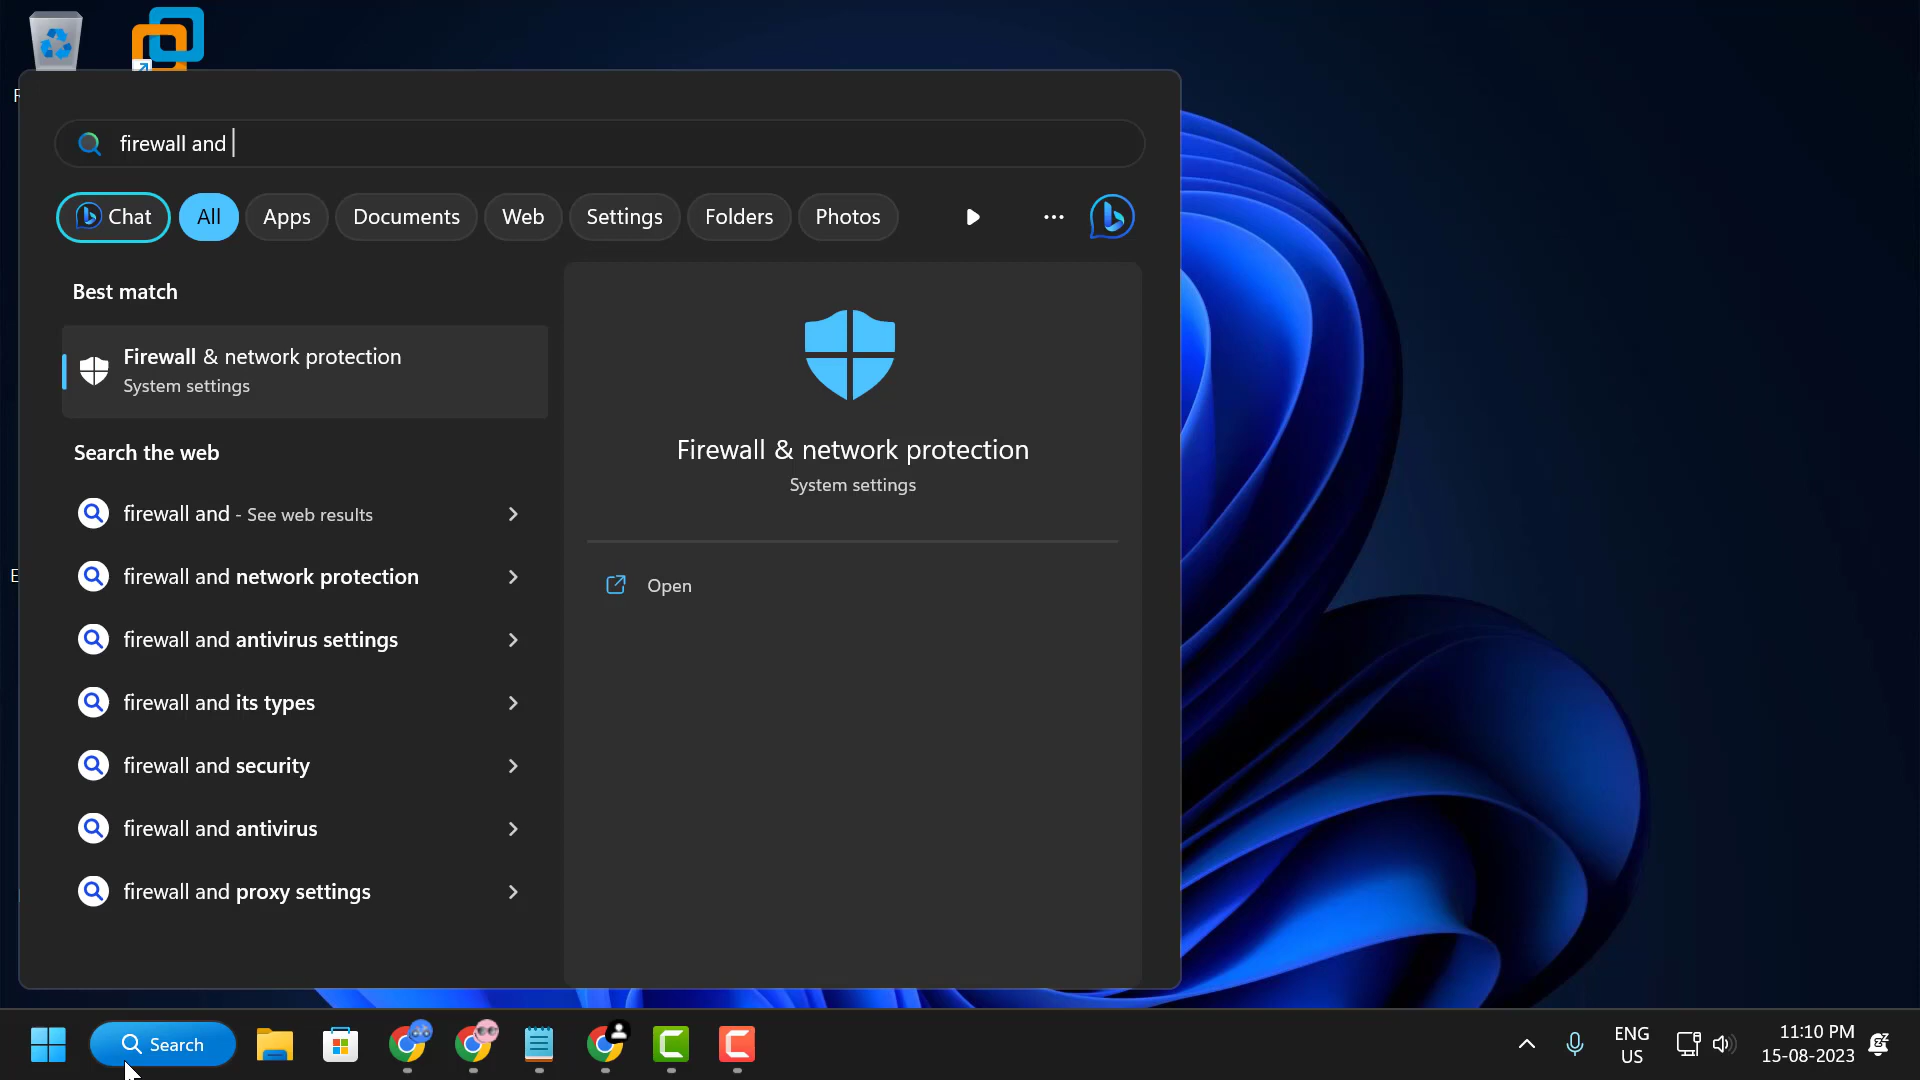 R
E
firewall and
Chat
All
Apps
Documents
Web
Settings
Folders
Photos
Best match
Firewall & network protection
System settings
Search the web
firewall and - See web results
firewall and network protection
firewall and antivirus settings
firewall and its types
firewall and security
firewall and antivirus
firewall and proxy settings
Firewall & network protection
System settings
Open
Search
ENG
US
11:10 PM
15-08-2023